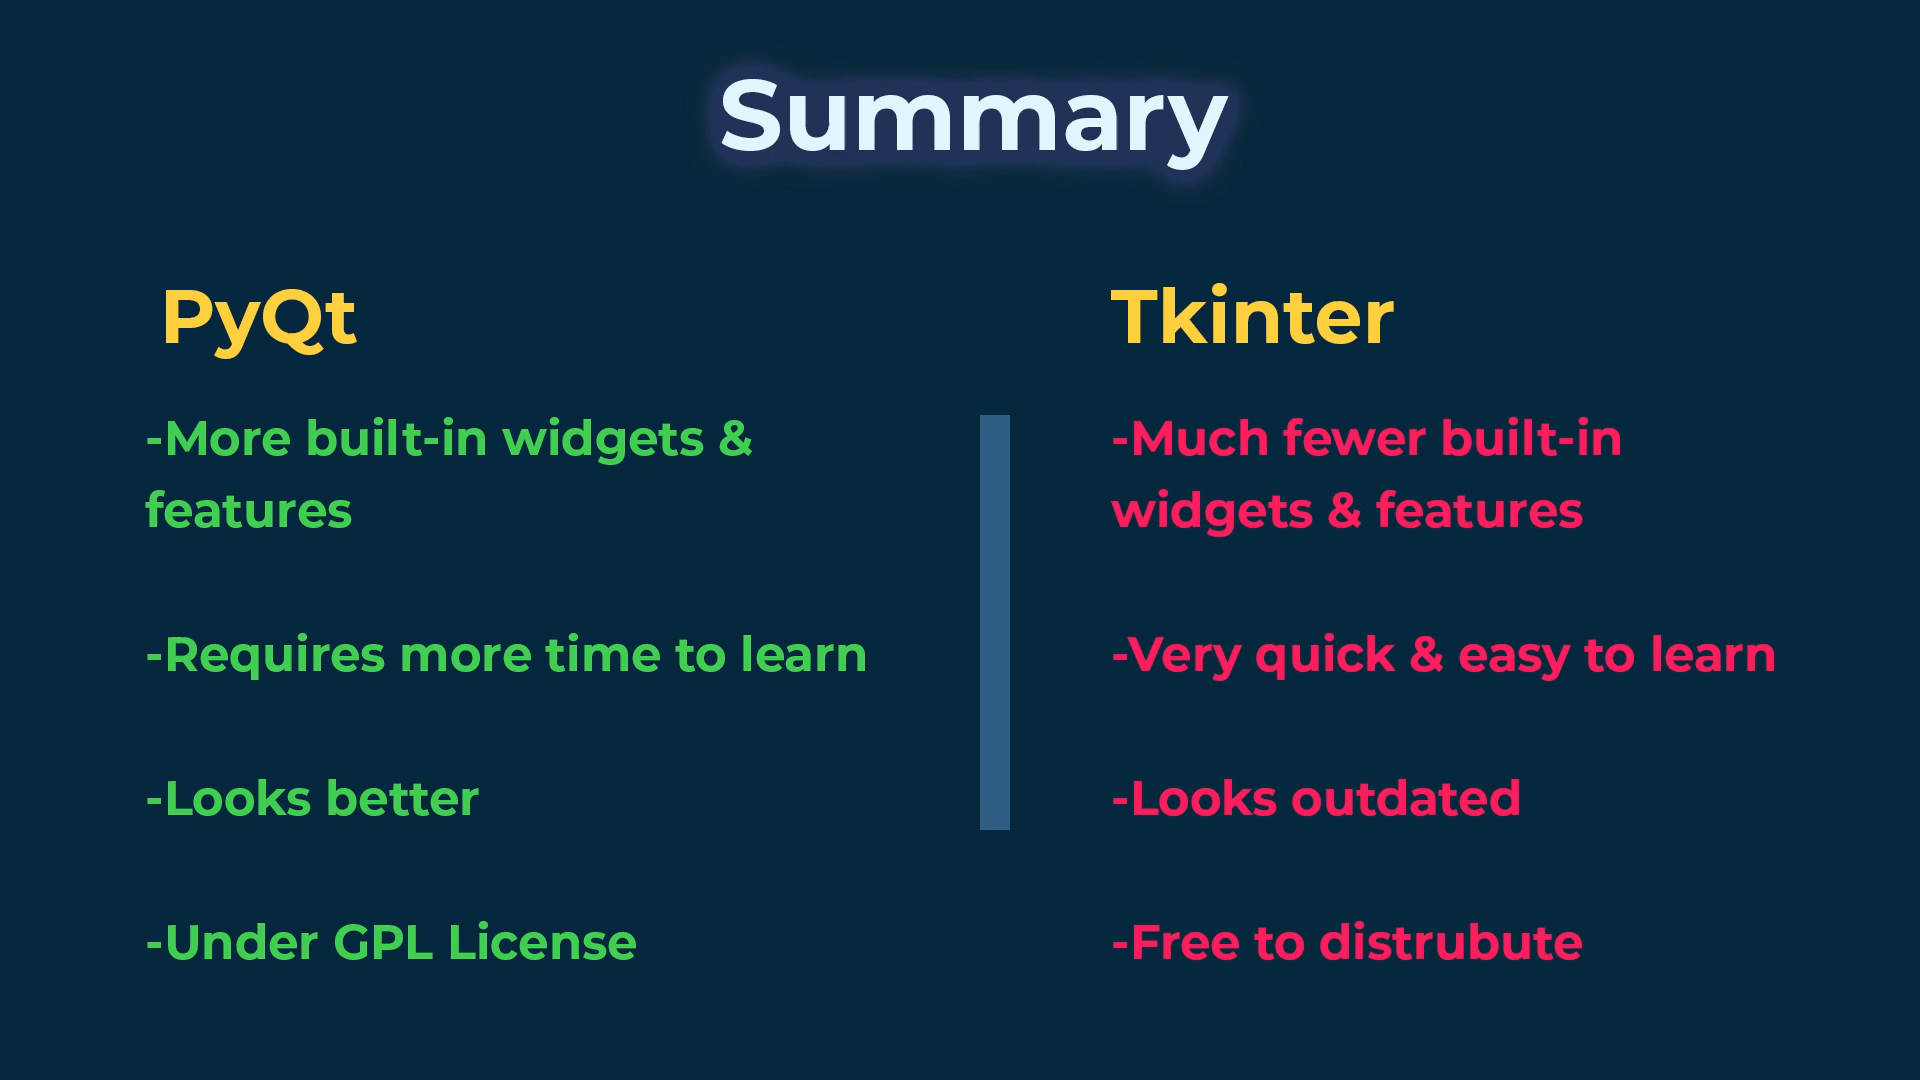 Summary
PyQt
-More built-in widgets &
features
-Requires more time to learn
-Looks better
-Under GPL License
Tkinter
-Much fewer built-in
widgets & features
-Very quick & easy to learn
-Looks outdated
-Free to distrubute